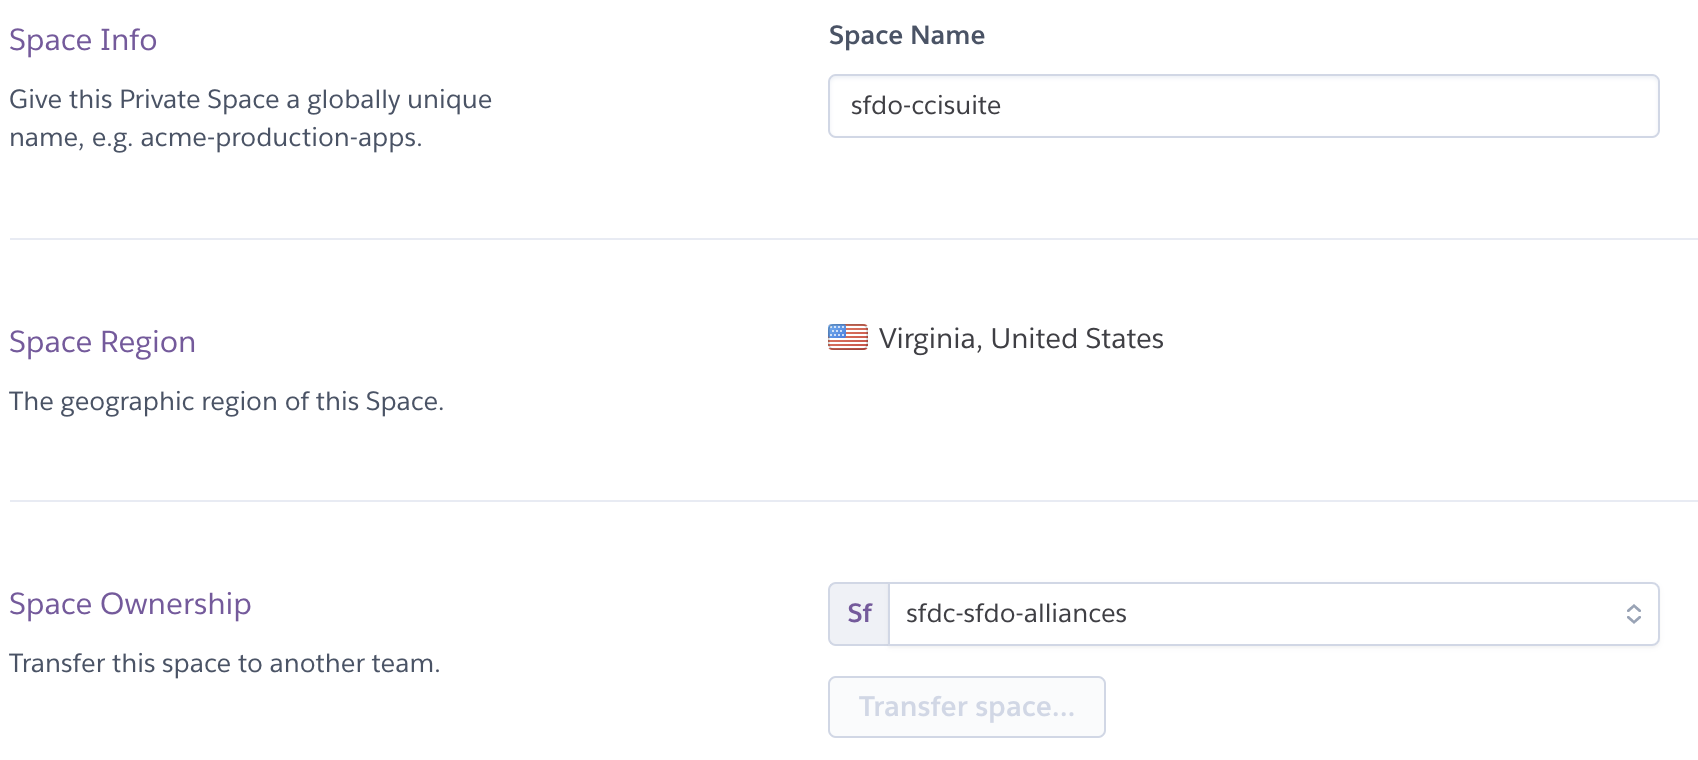 Space Info
Give this Private Space a globally unique
name, e.g. acme-production-apps.
Space Name
sfdo-ccisuite
Space Region
The geographic region of this Space.
Virginia, United States
Space Ownership
Transfer this space to another team.
Sf sfdc-sfdo-alliances
Transfer space...